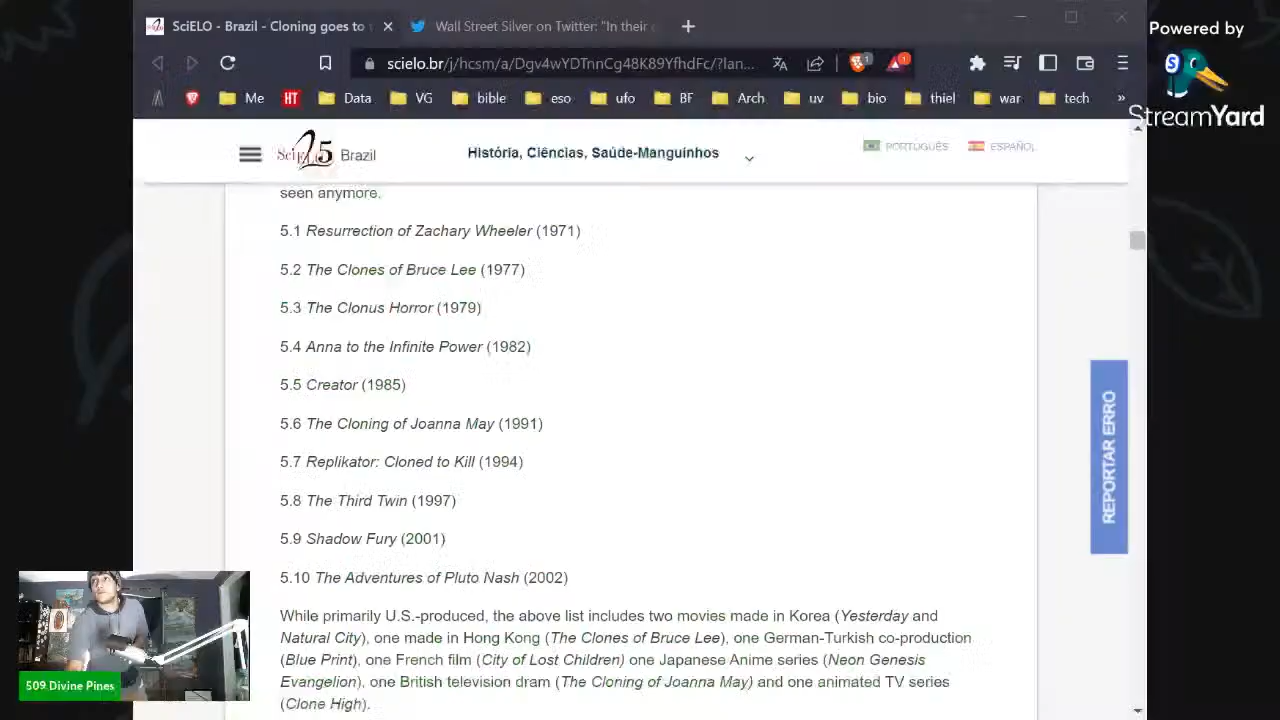 SciELO - Brazil - Cloning goes to
Wall Street Silver on Twitter: "In their
Powered by
StreamYard
scielo.br/j/hcsm/a/Dgv4wYDTnnCg48K89YfhdFc/?lan...
1
1
HT
Me
Data
VG
bible
eso
ufo
BF
Arch
uv
bio
thiel
war
tech
»
SciELO 25 Brazil
História, Ciências, Saúde-Manguinhos
PORTUGUÊS
ESPAÑOL
seen anymore.
5.1 Resurrection of Zachary Wheeler (1971)
5.2 The Clones of Bruce Lee (1977)
5.3 The Clonus Horror (1979)
5.4 Anna to the Infinite Power (1982)
5.5 Creator (1985)
5.6 The Cloning of Joanna May (1991)
5.7 Replikator: Cloned to Kill (1994)
5.8 The Third Twin (1997)
5.9 Shadow Fury (2001)
5.10 The Adventures of Pluto Nash (2002)
While primarily U.S.-produced, the above list includes two movies made in Korea (Yesterday and
Natural City), one made in Hong Kong (The Clones of Bruce Lee), one German-Turkish co-production
(Blue Print), one French film (City of Lost Children) one Japanese Anime series (Neon Genesis
Evangelion), one British television dram (The Cloning of Joanna May) and one animated TV series
(Clone High).
REPORTAR ERRO
509 Divine Pines